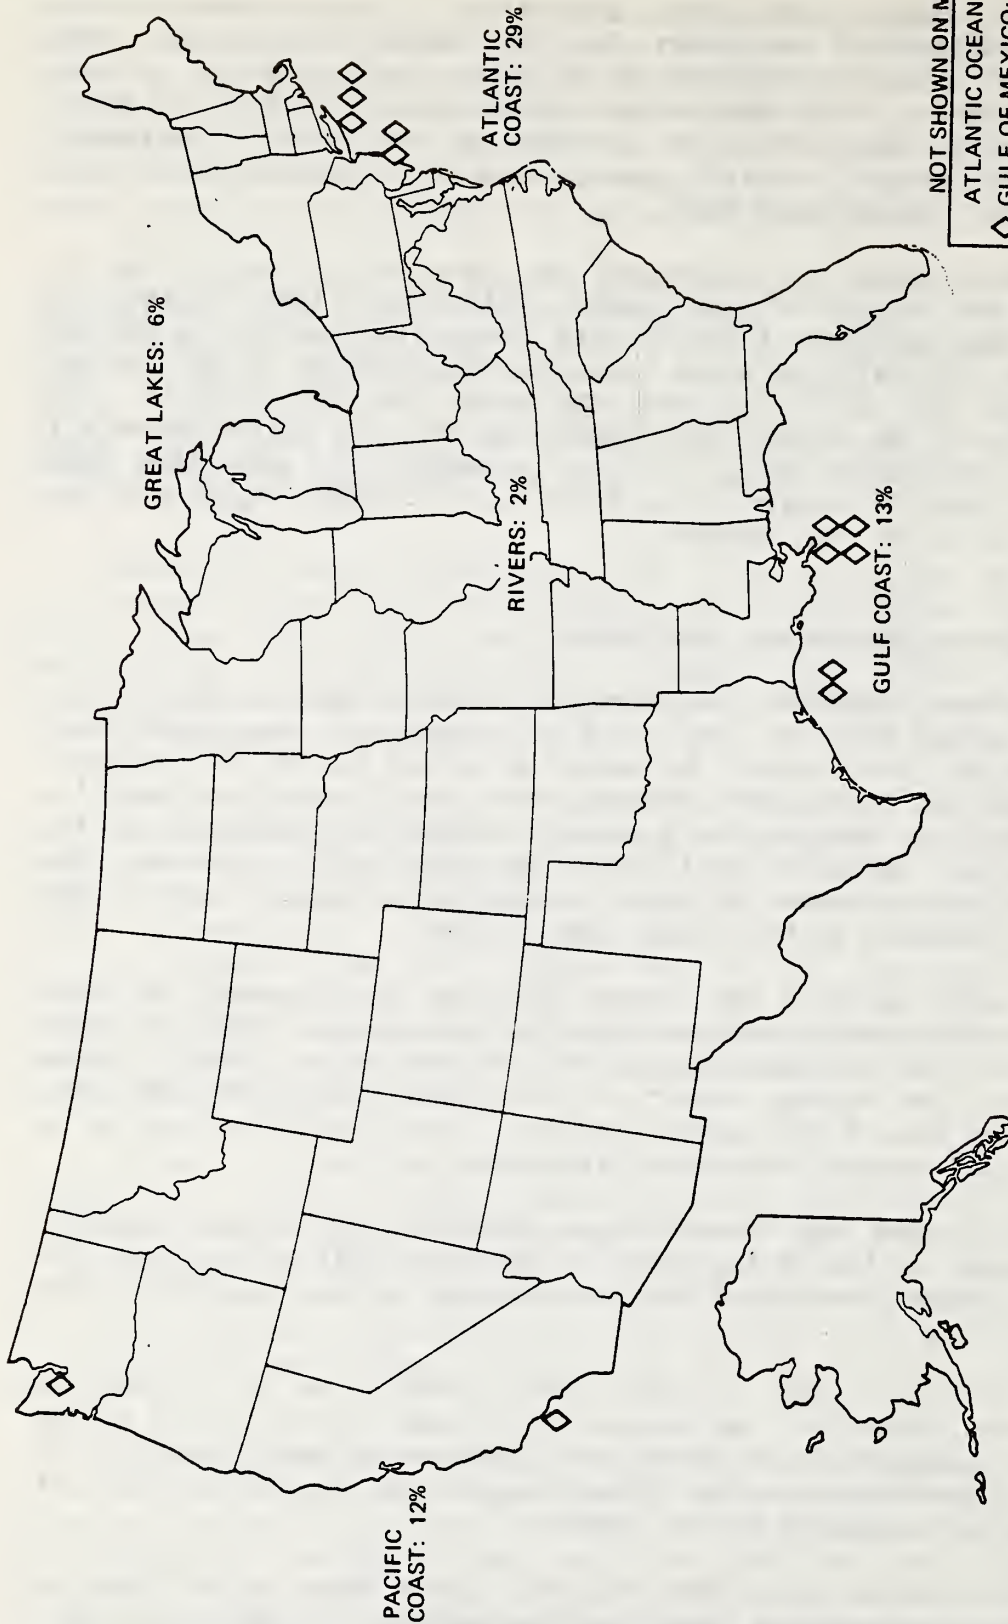 GREAT LAKES: 6%
ATLANTIC
COAST: 29%
PACIFIC
COAST: 12%
RIVERS: 2%
GULF COAST: 13%
NOT SHOWN ON
ATLANTIC OCEAN
GULF OF MEXICO: